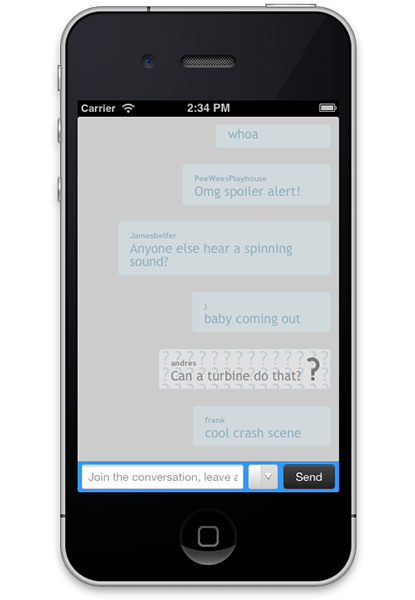 Carrier 2:34 PM
whoa
PeeWeesPlayhouse
Omg spoiler alert!
Jamesbelfer
Anyone else hear a spinning
sound?
j
baby coming out
andres
Can a turbine do that? ?
frank
cool crash scene
Join the conversation, leave a
Send